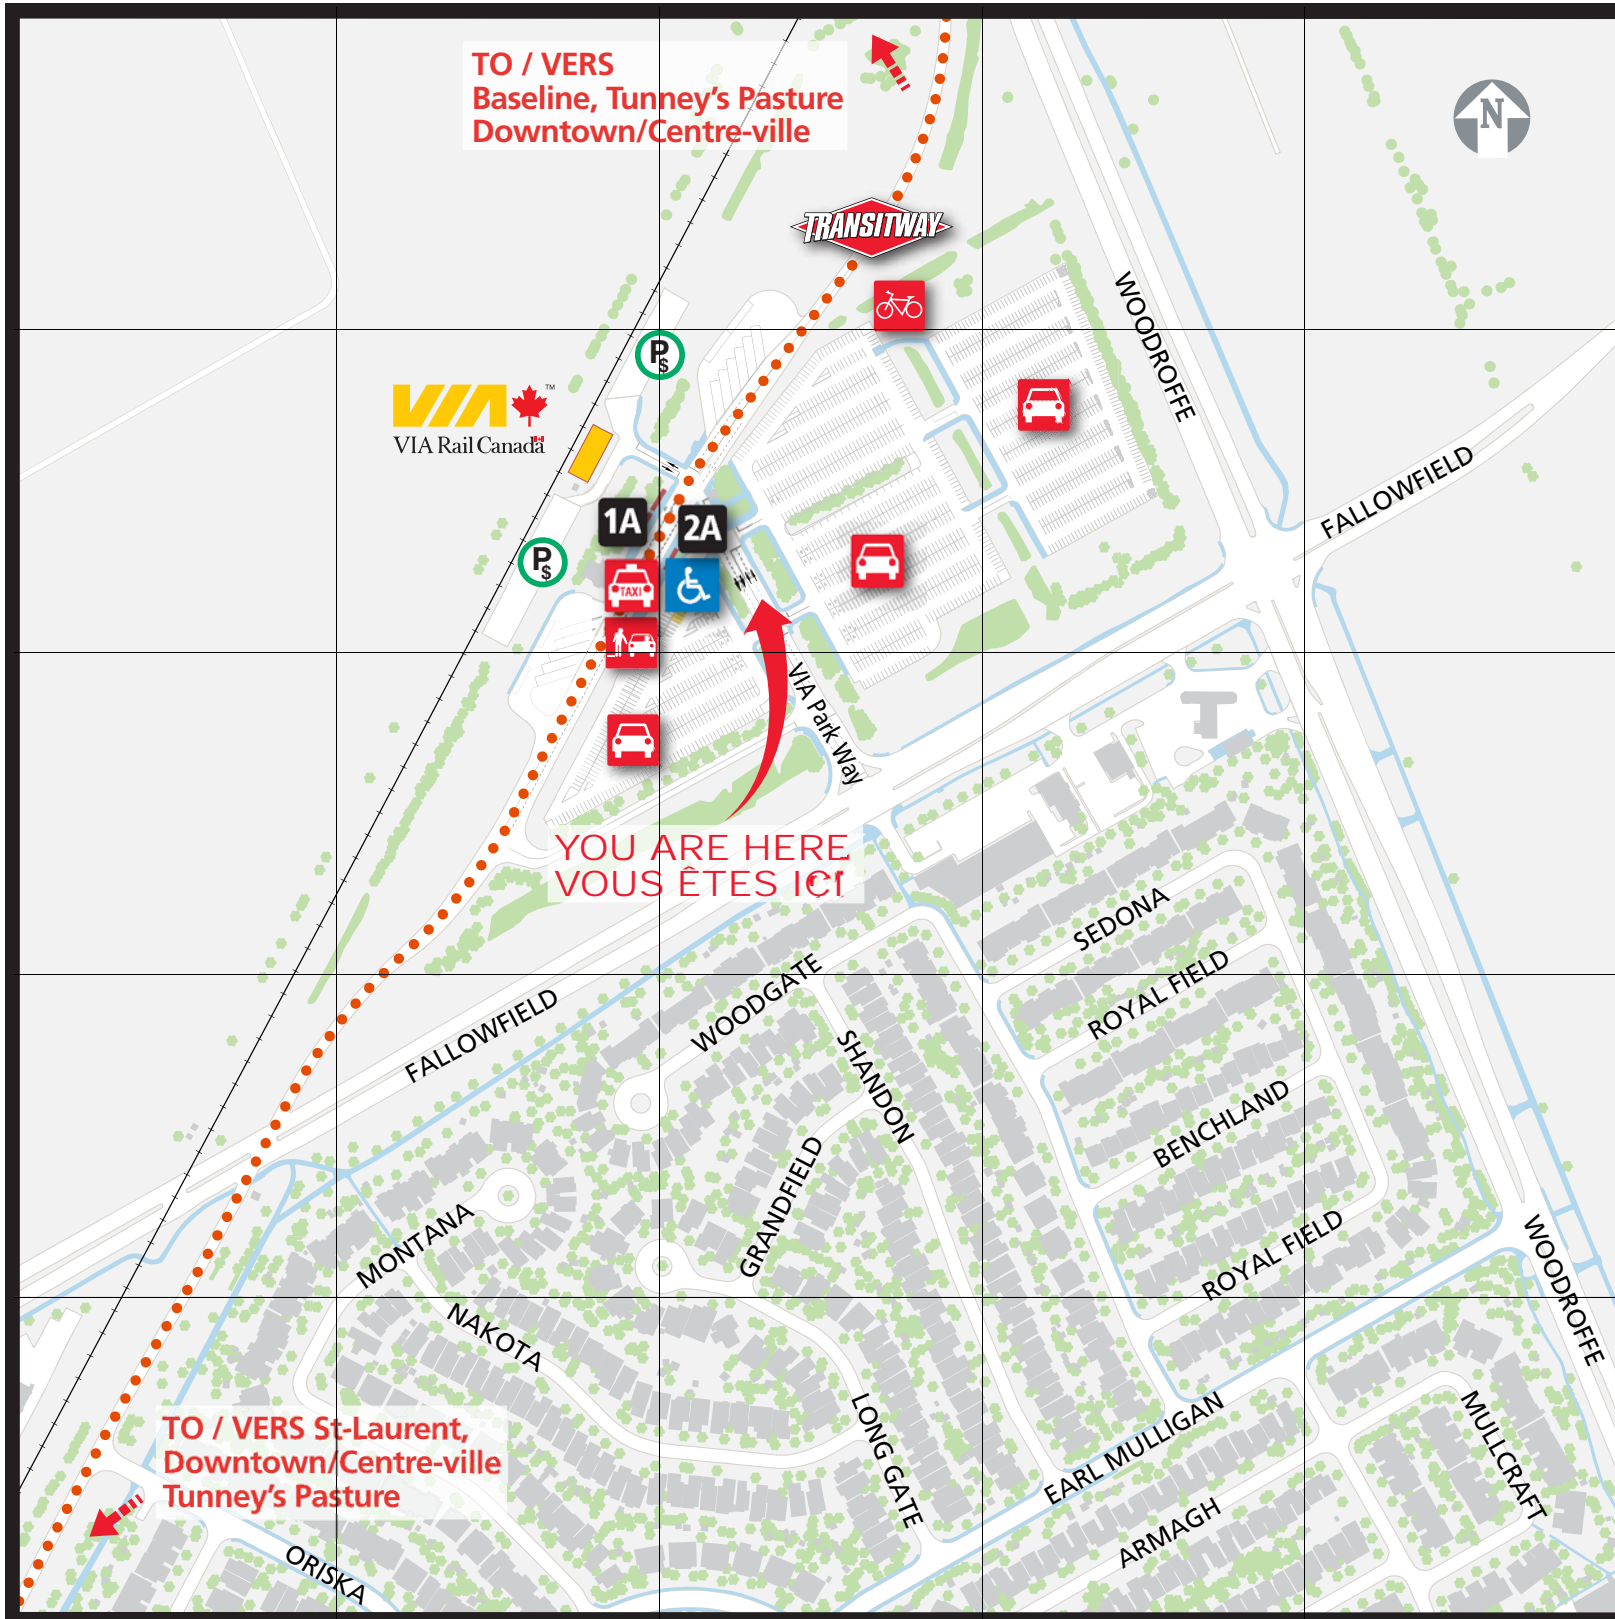 TO / VERS
Baseline, Tunney's Pasture
Downtown/Centre-ville
N
TRANSITWAY
WOODROFFE
P$
VIA
TM
VIA Rail Canada
FALLOWFIELD
1A
2A
P$
TAXI
VIA Park Way
YOU ARE HERE
VOUS ÊTES ICI
SEDONA
ROYAL FIELD
WOODGATE
FALLOWFIELD
SHANDON
BENCHLAND
GRANDFIELD
MONTANA
ROYAL FIELD
WOODROFFE
NAKOTA
LONG GATE
EARL MULLIGAN
MULLCRAFT
TO / VERS St-Laurent,
Downtown/Centre-ville
Tunney's Pasture
ARMAGH
ORISKA